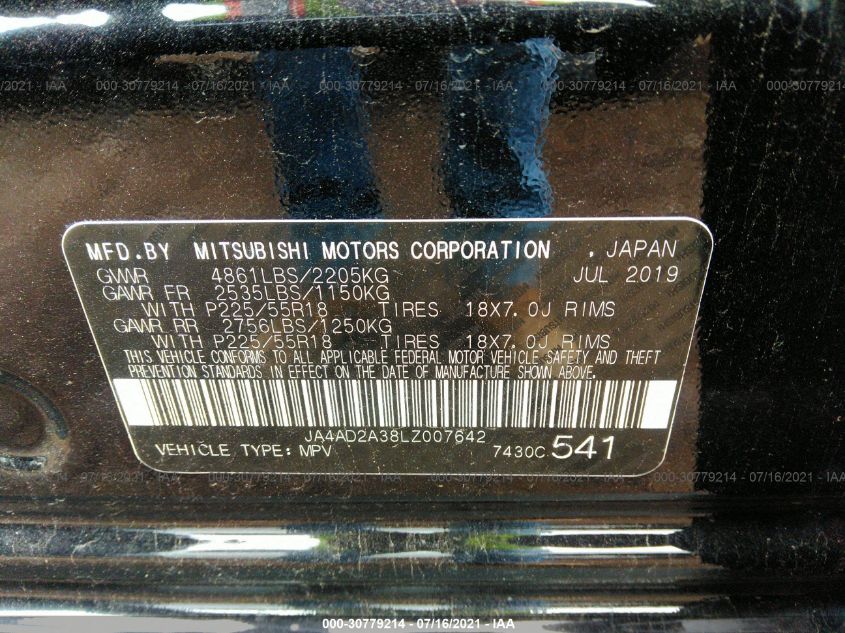 000-30779214 - 07/16/2021 - IAA
MFD.BY MITSUBISHI MOTORS CORPORATION , JAPAN
GVWR 4861LBS/2205KG JUL 2019
GAWR FR 2535LBS/1150KG
WITH P225/55R18 TIRES 18X7.0J RIMS
GAWR RR 2756LBS/1250KG
WITH P225/55R18 TIRES 18X7.0J RIMS
THIS VEHICLE CONFORMS TO ALL APPLICABLE FEDERAL MOTOR VEHICLE SAFETY AND THEFT
PREVENTION STANDARDS IN EFFECT ON THE DATE OF MANUFACTURE SHOWN ABOVE.
JA4AD2A38LZ007642
VEHICLE TYPE: MPV 7430C 541
000-30779214 - 07/16/2021 - IAA